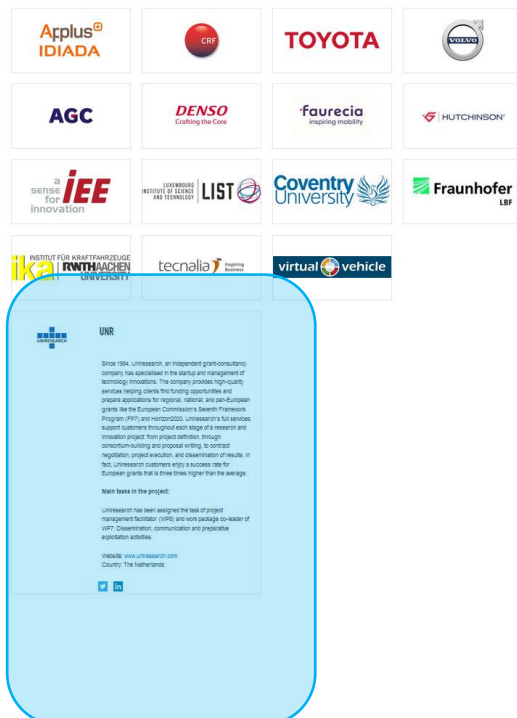 Applus⊕
IDIADA
CRF
TOYOTA
VOLVO
AGC
DENSO
Crafting the Core
faurecia
inspiring mobility
HUTCHINSON®
a
sense
for
innovation
iEE
LUXEMBOURG
INSTITUTE OF SCIENCE
AND TECHNOLOGY
LIST
Coventry
University
Fraunhofer
LBF
ika
INSTITUT FÜR KRAFTFAHRZEUGE
RWTHAACHEN
UNIVERSITY
tecnalia
Inspiring
Business
virtual vehicle
UNIRESEARCH
UNR
Since 1994, Uniresearch, an independent grant-consultancy
company, has specialised in the startup and management of
technology innovations. The company provides high-quality
services helping clients find funding opportunities and
prepare applications for regional, national, and pan-European
grants like the European Commission's Seventh Framework
Program (FP7) and Horizon2020. Uniresearch's full services
support customers throughout each stage of a research and
innovation project: from project definition, through
consortium-building and proposal writing, to contract
negotiation, project execution, and dissemination of results. In
fact, Uniresearch customers enjoy a success rate for
European grants that is three times higher than the average.
Main tasks in the project:
Uniresearch has been assigned the task of project
management facilitator (WP8) and work package co-leader of
WP7: Dissemination, communication and preparative
exploitation activities.
Website: www.uniresearch.com
Country: The Netherlands
in